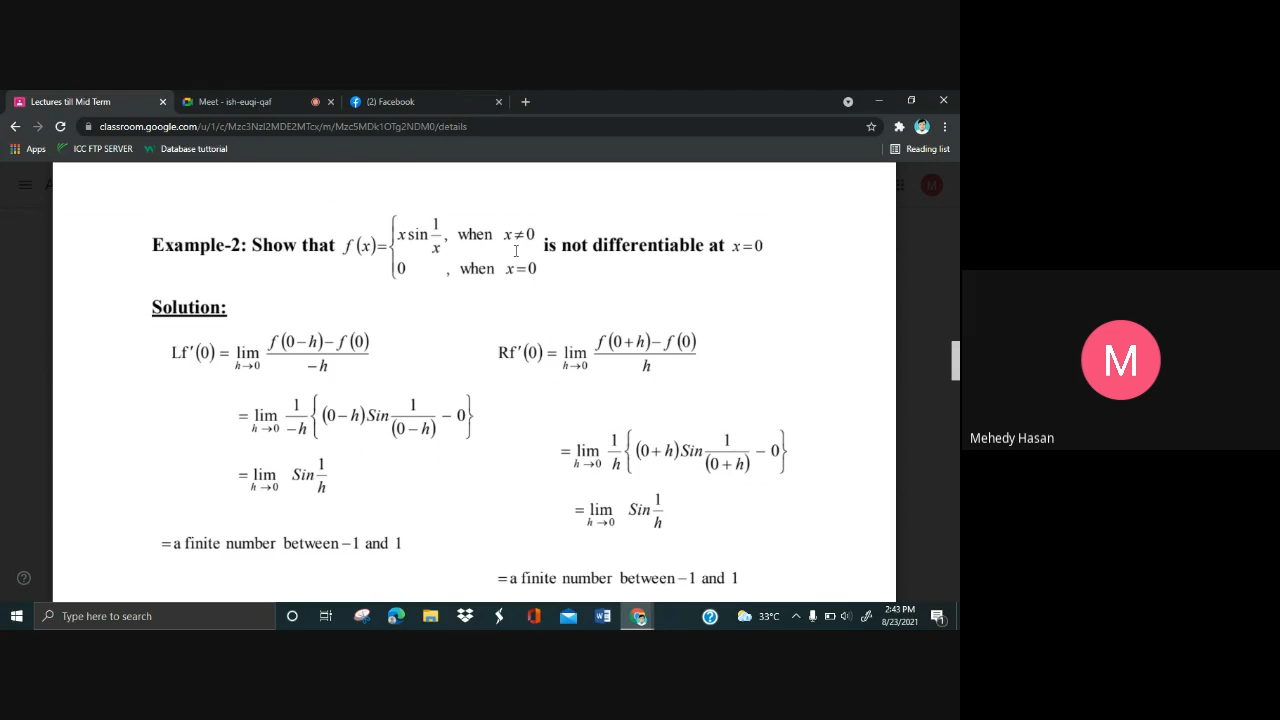 Lectures till Mid Term
Meet - ish-euqi-qaf
(2) Facebook
classroom.google.com/u/1/c/Mzc3NzI2MDE2MTcx/m/Mzc5MDk1OTg2NDM0/details
Apps
ICC FTP SERVER
Database tuttorial
Reading list
M
Example-2: Show that f(x)={ x sin 1/x, when x≠0 is not differentiable at x=0
0 , when x=0
Solution:
Lf′(0) = lim h→0 f(0−h)−f(0) / −h
= lim h→0 1/−h {(0−h)Sin 1/(0−h) − 0}
= lim h→0 Sin 1/h
= a finite number between −1 and 1
Rf′(0) = lim h→0 f(0+h)−f(0) / h
= lim h→0 1/h {(0+h)Sin 1/(0+h) − 0}
= lim h→0 Sin 1/h
= a finite number between −1 and 1
M
Mehedy Hasan
Type here to search
33°C
2:43 PM
8/23/2021
1